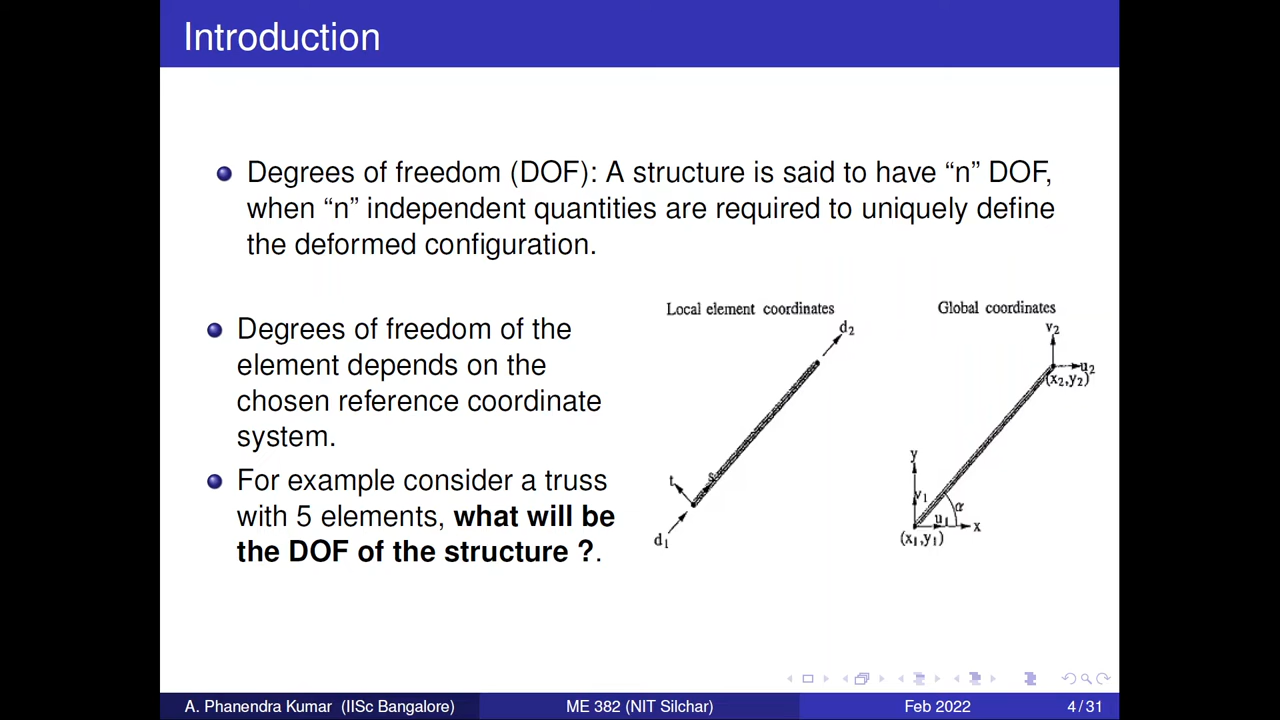 Introduction
Degrees of freedom (DOF): A structure is said to have “n” DOF,
when “n” independent quantities are required to uniquely define
the deformed configuration.
Degrees of freedom of the
element depends on the
chosen reference coordinate
system.
For example consider a truss
with 5 elements, what will be
the DOF of the structure ?.
Local element coordinates
d₂
t
s
d₁
Global coordinates
v₂
u₂
(x₂,y₂)
y
v₁
α
u₁
x
(x₁,y₁)
A. Phanendra Kumar (IISc Bangalore)
ME 382 (NIT Silchar)
Feb 2022
4 / 31